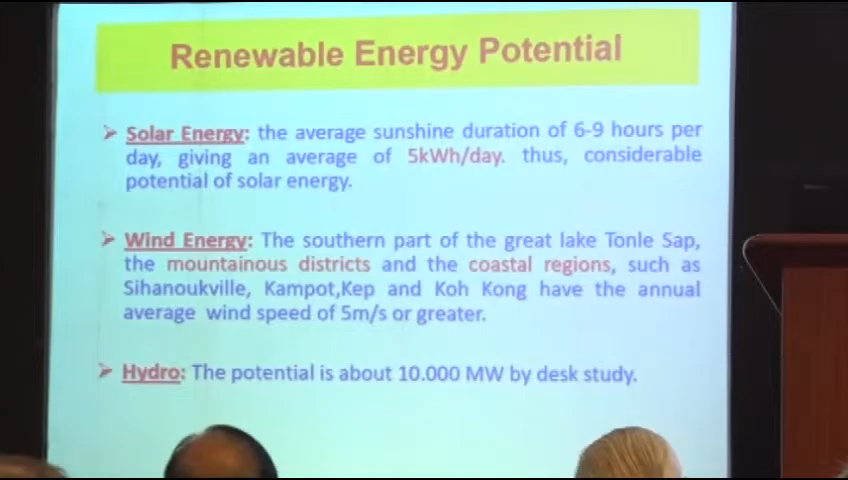 Renewable Energy Potential
➢ Solar Energy: the average sunshine duration of 6-9 hours per
day, giving an average of 5kWh/day. thus, considerable
potential of solar energy.
➢ Wind Energy: The southern part of the great lake Tonle Sap,
the mountainous districts and the coastal regions, such as
Sihanoukville, Kampot,Kep and Koh Kong have the annual
average wind speed of 5m/s or greater.
➢ Hydro: The potential is about 10.000 MW by desk study.